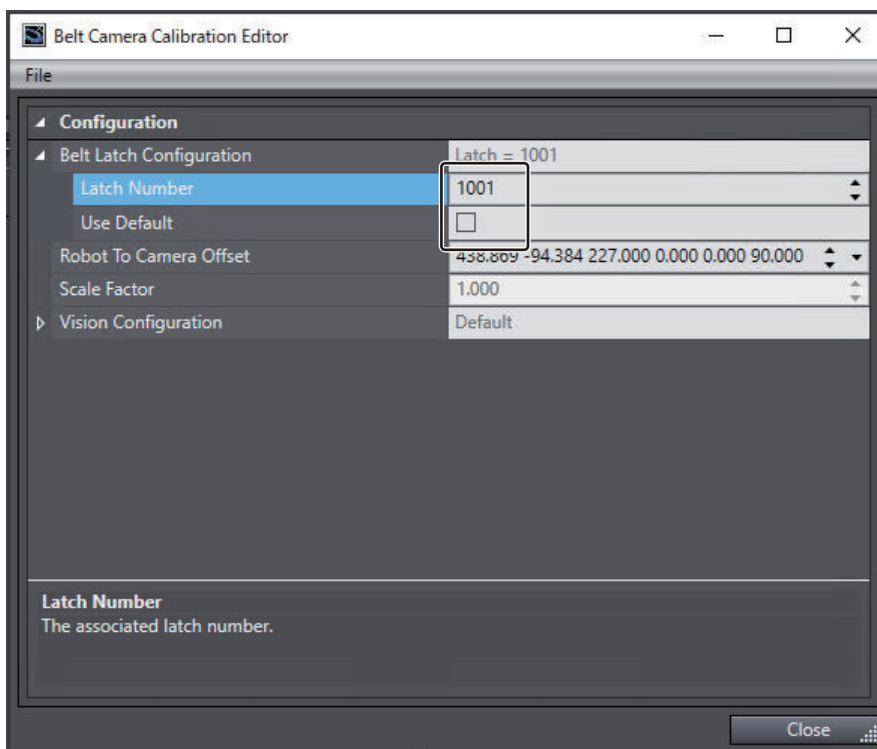 Belt Camera Calibration Editor
File
Configuration
Belt Latch Configuration Latch = 1001
Latch Number 1001
Use Default
Robot To Camera Offset 438.869 -94.384 227.000 0.000 0.000 90.000
Scale Factor 1.000
Vision Configuration Default
Latch Number
The associated latch number.
Close